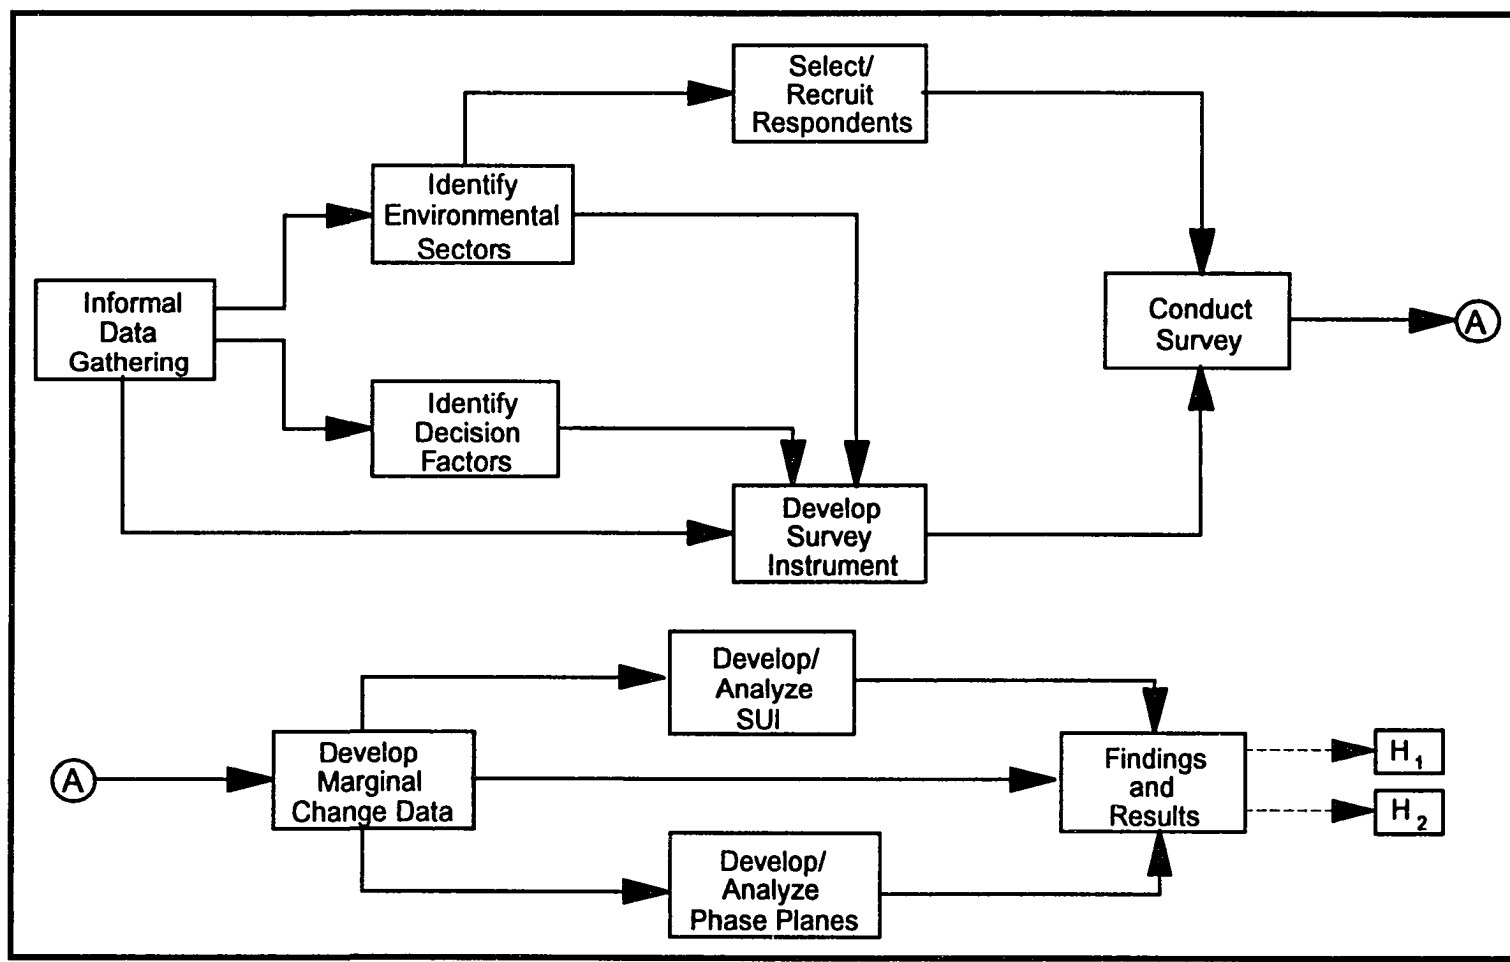 Select/
Recruit
Respondents
Identify
Environmental
Sectors
Informal
Data
Gathering
Conduct
Survey
A
Identify
Decision
Factors
Develop
Survey
Instrument
Develop/
Analyze
SUI
A
Develop
Marginal
Change Data
Findings
and
Results
H1
H2
Develop/
Analyze
Phase Planes